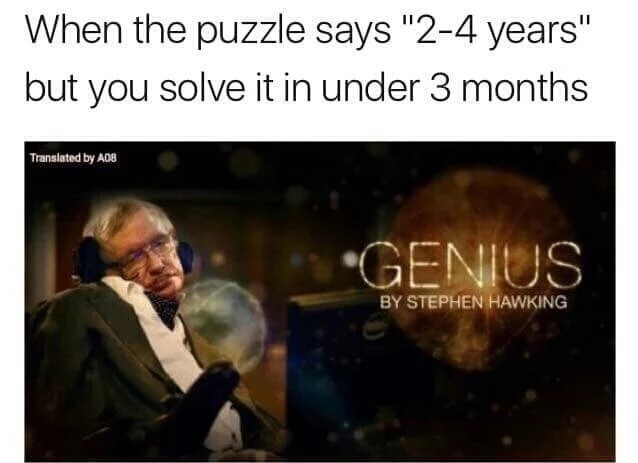 When the puzzle says "2-4 years"
but you solve it in under 3 months
Translated by A08
GENIUS
BY STEPHEN HAWKING